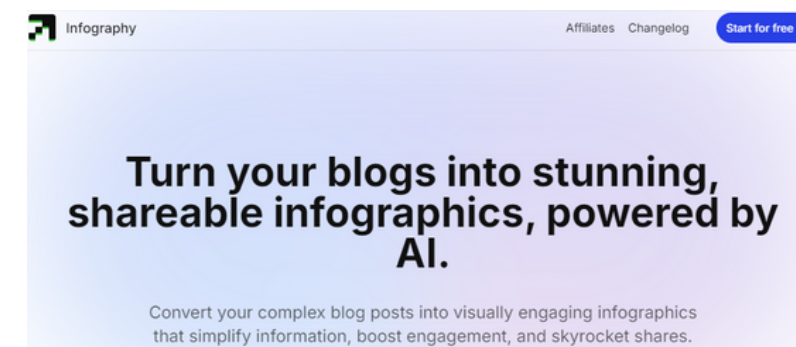 Infography
Affiliates Changelog
Start for free
Turn your blogs into stunning,
shareable infographics, powered by
AI.
Convert your complex blog posts into visually engaging infographics
that simplify information, boost engagement, and skyrocket shares.